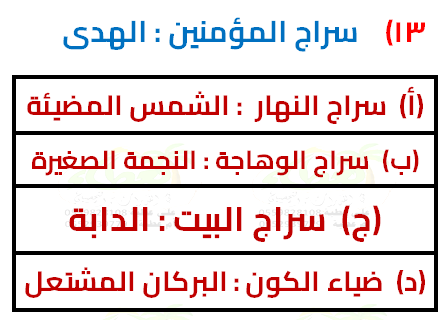 ١٣) سراج المؤمنين : الهدى
(أ) سراج النهار : الشمس المضيئة
(ب) سراج الوهاجة : النجمة الصغيرة
(ج) سراج البيت : الدابة
(د) ضياء الكون : البركان المشتعل